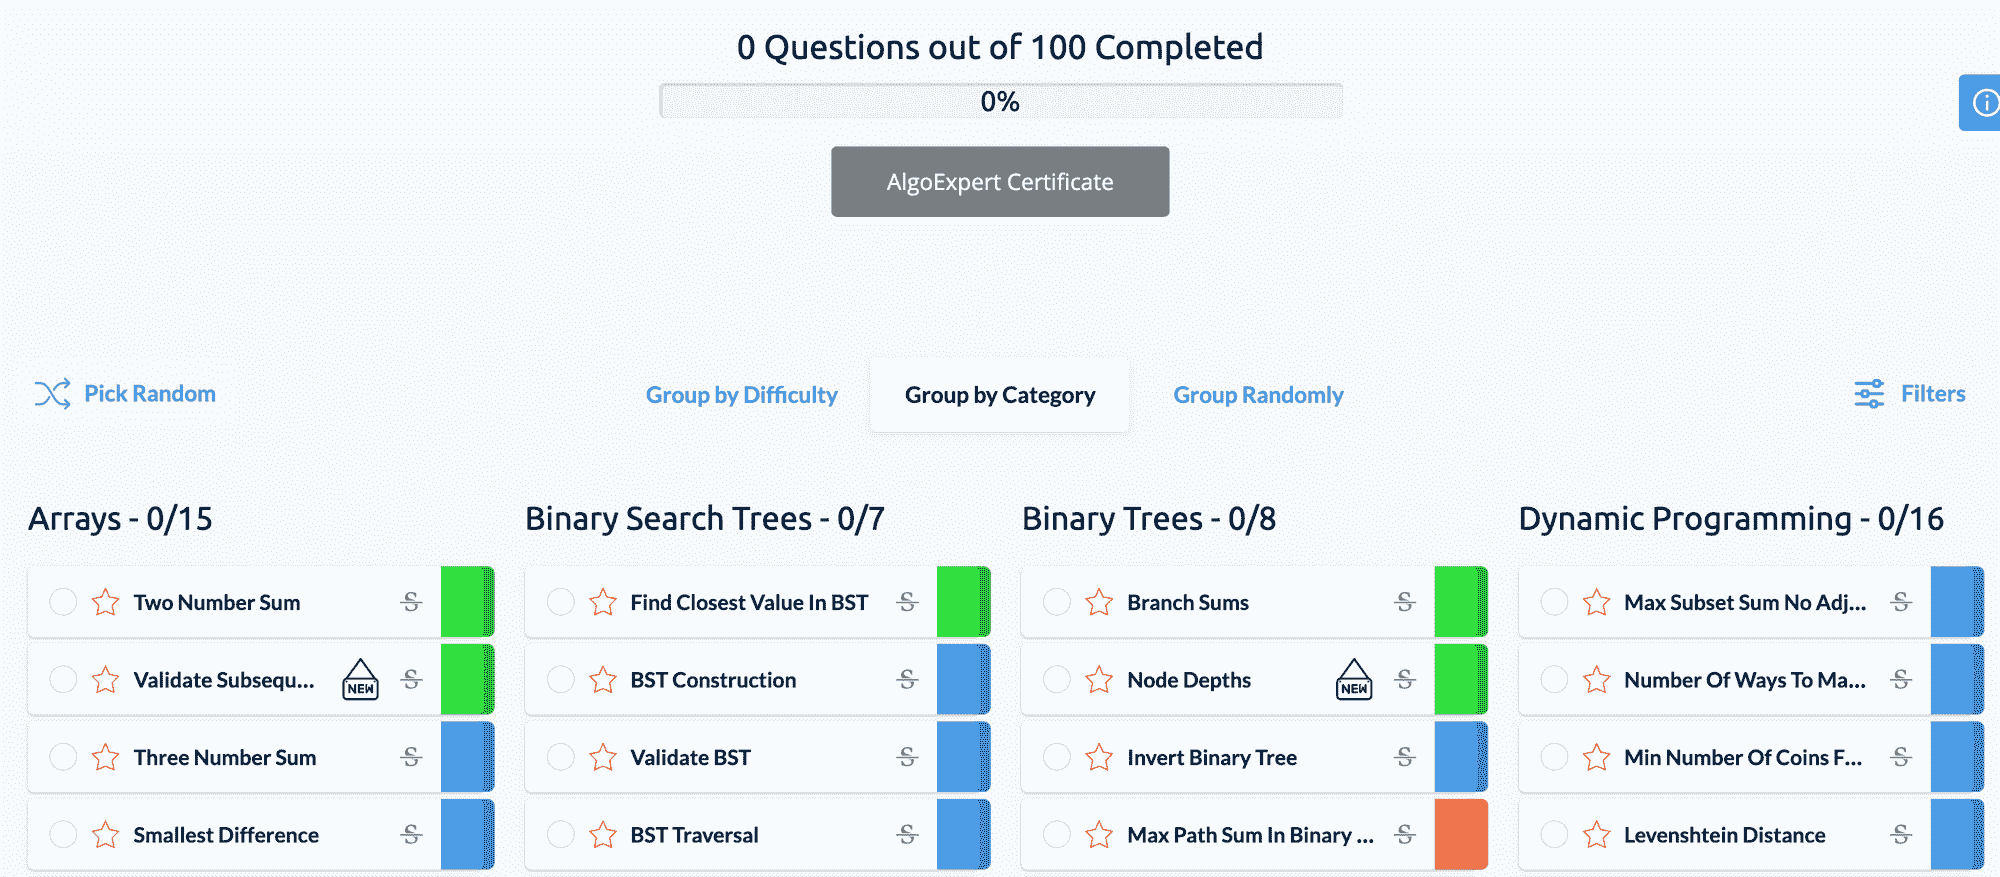 0 Questions out of 100 Completed
0%
AlgoExpert Certificate
Pick Random
Group by Difficulty
Group by Category
Group Randomly
Filters
Arrays - 0/15
Two Number Sum
Validate Subsequ...
NEW
Three Number Sum
Smallest Difference
Binary Search Trees - 0/7
Find Closest Value In BST
BST Construction
Validate BST
BST Traversal
Binary Trees - 0/8
Branch Sums
Node Depths
NEW
Invert Binary Tree
Max Path Sum In Binary ...
Dynamic Programming - 0/16
Max Subset Sum No Adj...
Number Of Ways To Ma...
Min Number Of Coins F...
Levenshtein Distance